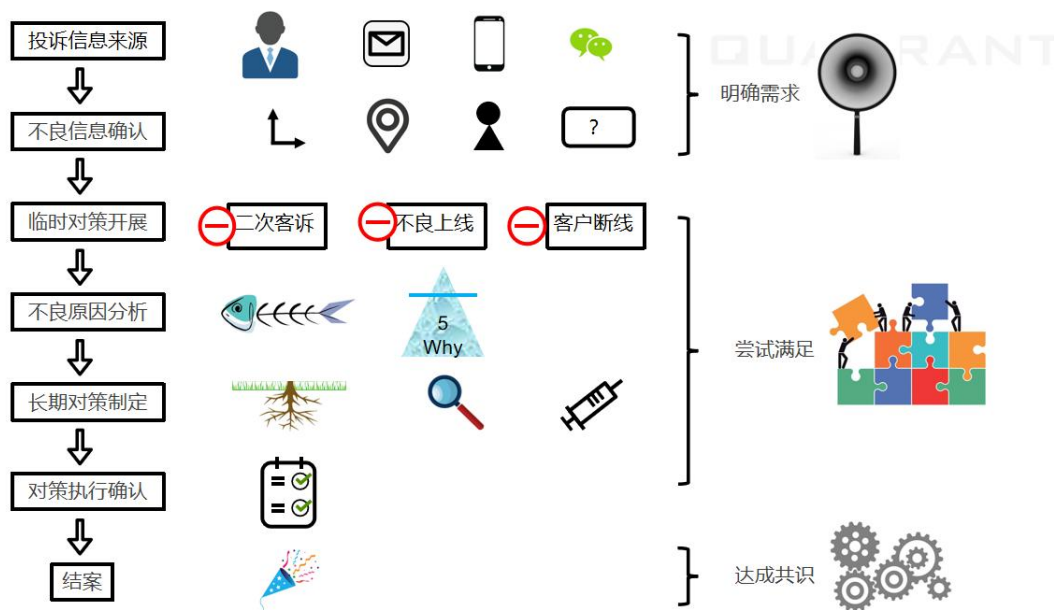 投诉信息来源
QUADRANT
明确需求
不良信息确认
?
临时对策开展
二次客诉
不良上线
客户断线
不良原因分析
5
Why
尝试满足
长期对策制定
对策执行确认
结案
达成共识